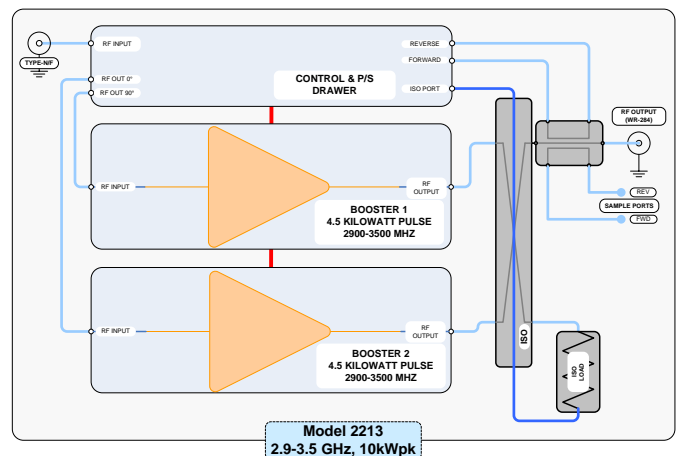 RF INPUT
REVERSE
FORWARD
TYPE-N/F
RF OUT 0°
RF OUT 90°
CONTROL & P/S
DRAWER
ISO PORT
RF OUTPUT
(WR-284)
RF INPUT
RF
OUTPUT
BOOSTER 1
4.5 KILOWATT PULSE
2900-3500 MHZ
REV
SAMPLE PORTS
FWD
RF INPUT
RF
OUTPUT
BOOSTER 2
4.5 KILOWATT PULSE
2900-3500 MHZ
ISO
ISO
LOAD
Model 2213
2.9-3.5 GHz, 10kWpk